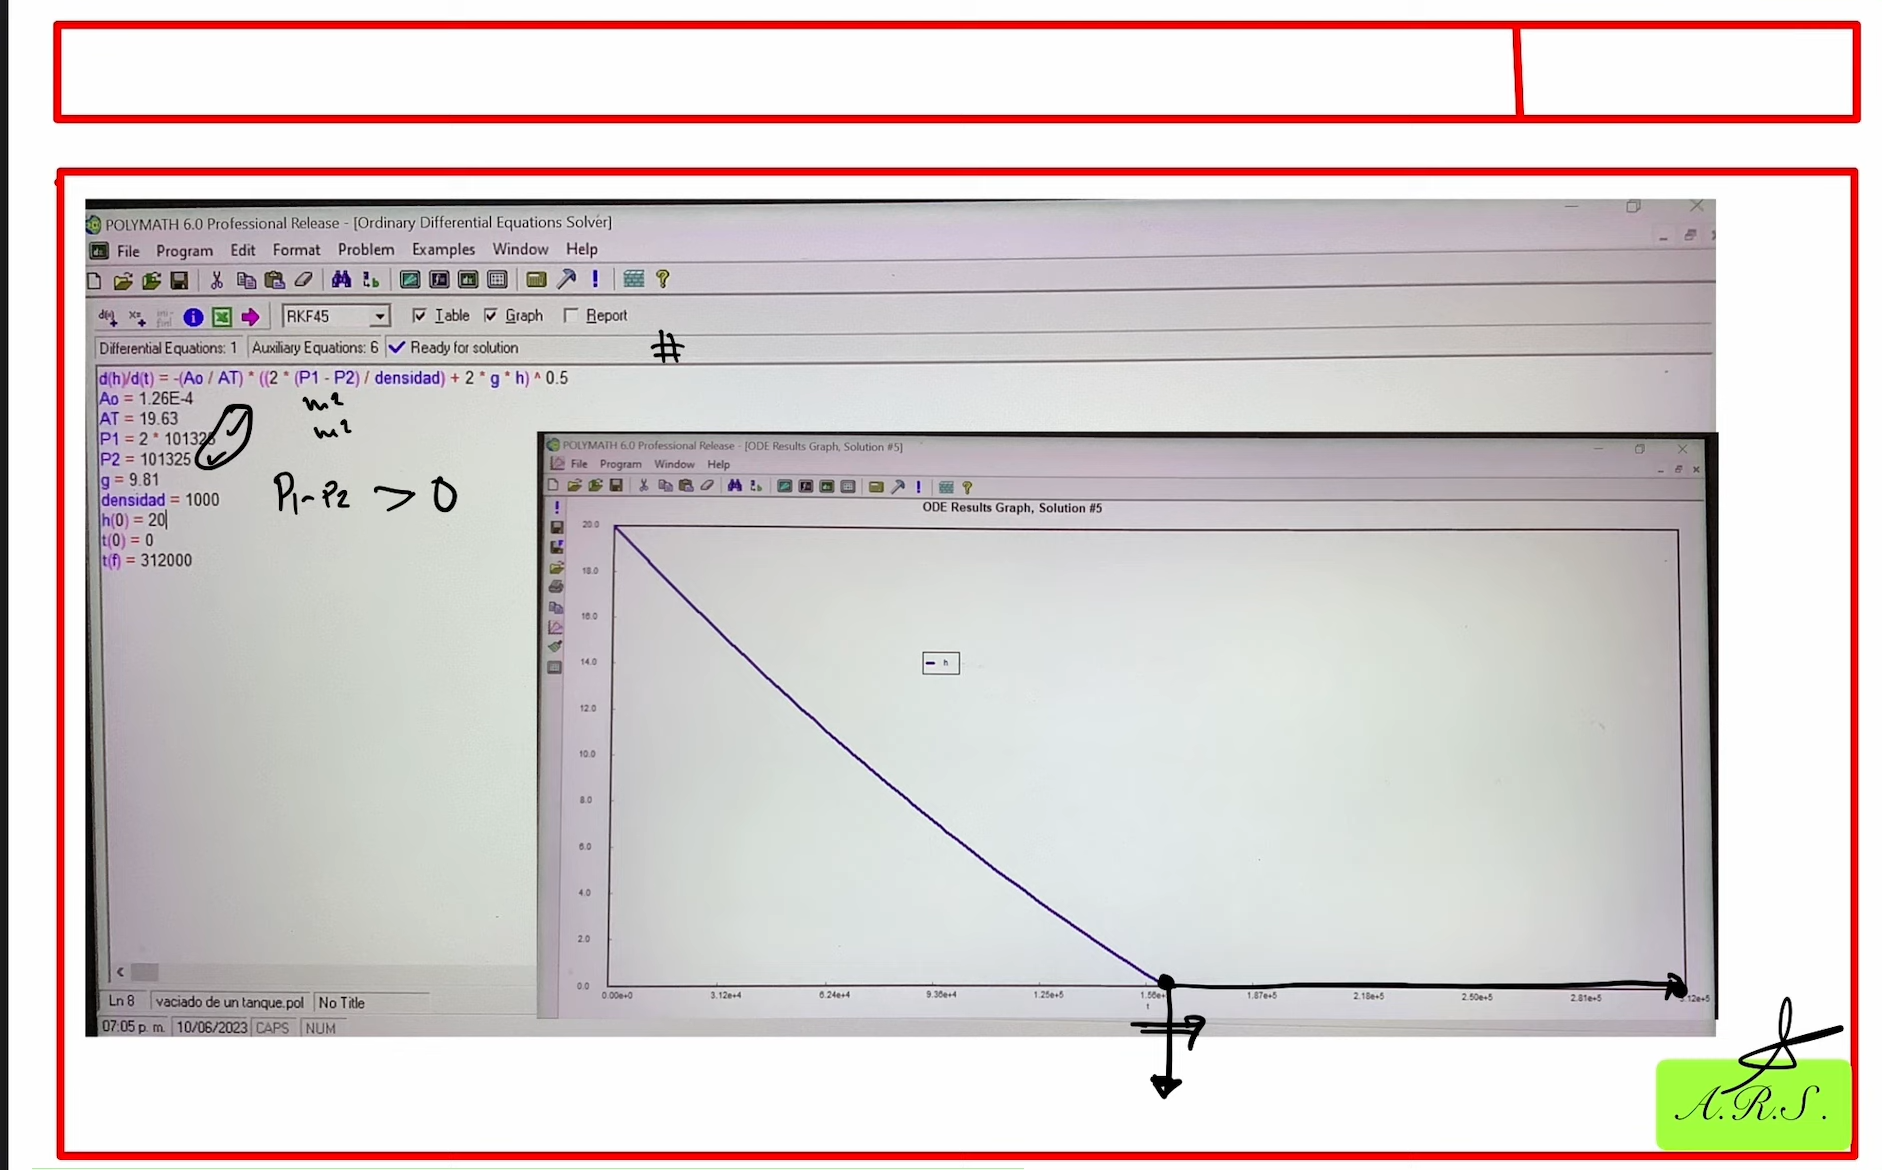 POLYMATH 6.0 Professional Release - [Ordinary Differential Equations Solver]
File Program Edit Format Problem Examples Window Help
RKF45 Table Graph Report
Differential Equations: 1 Auxiliary Equations: 6 Ready for solution
#
d(h)/d(t) = -(Ao / AT) * ((2 * (P1 - P2) / densidad) + 2 * g * h) ^ 0.5
Ao = 1.26E-4 m2
AT = 19.63 m2
P1 = 2 * 101325
P2 = 101325
g = 9.81
densidad = 1000
P1-P2 > 0
h(0) = 20
t(0) = 0
t(f) = 312000
POLYMATH 6.0 Professional Release - [ODE Results Graph, Solution #5]
File Program Window Help
ODE Results Graph, Solution #5
20.0
18.0
16.0
14.0
h
12.0
10.0
8.0
6.0
4.0
2.0
0.0
0.00e+0 3.12e+4 6.24e+4 9.36e+4 1.25e+5 1.56e+ 1.87e+5 2.18e+5 2.50e+5 2.81e+5 12e+5
t
Ln 8 vaciado de un tanque.pol No Title
07:05 p. m. 10/06/2023 CAPS NUM
A.R.S.